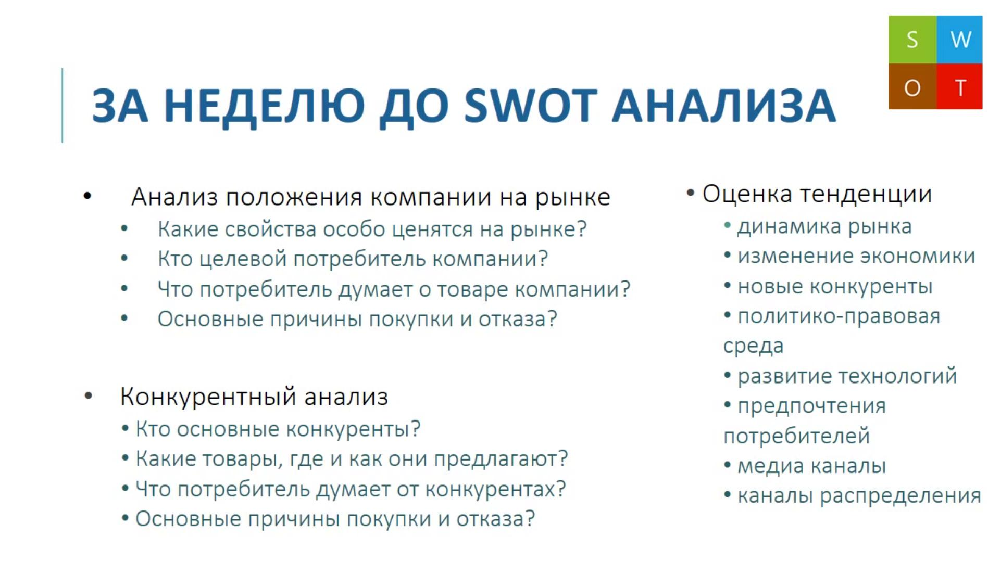 S W
O T
ЗА НЕДЕЛЮ ДО SWOT АНАЛИЗА
• Анализ положения компании на рынке
• Какие свойства особо ценятся на рынке?
• Кто целевой потребитель компании?
• Что потребитель думает о товаре компании?
• Основные причины покупки и отказа?
• Конкурентный анализ
• Кто основные конкуренты?
• Какие товары, где и как они предлагают?
• Что потребитель думает от конкурентах?
• Основные причины покупки и отказа?
• Оценка тенденции
• динамика рынка
• изменение экономики
• новые конкуренты
• политико-правовая
среда
• развитие технологий
• предпочтения
потребителей
• медиа каналы
• каналы распределения